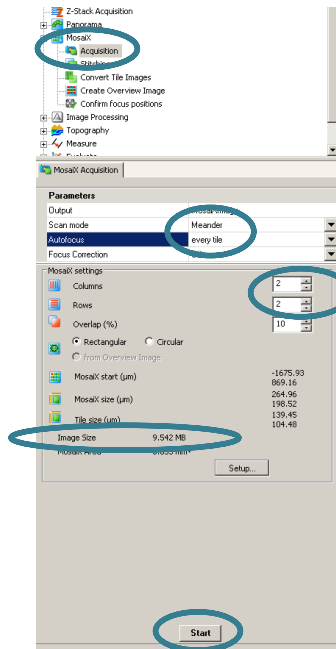 Z-Stack Acquisition
Panorama
MosaiX
Acquisition
Stitching
Convert Tile Images
Create Overview Image
Confirm focus positions
Image Processing
Topography
Measure
MosaiX Acquisition
Parameters
Output
Scan mode Meander
Autofocus every tile
Focus Correction
MosaiX settings
Columns 2
Rows 2
Overlap (%) 10
Rectangular Circular
from Overview Image
MosaiX start (µm) -1675.93
869.16
MosaiX size (µm) 264.96
198.52
Tile size (µm) 139.45
104.48
Image Size 9.542 MB
MosaiX Area
Setup...
Start